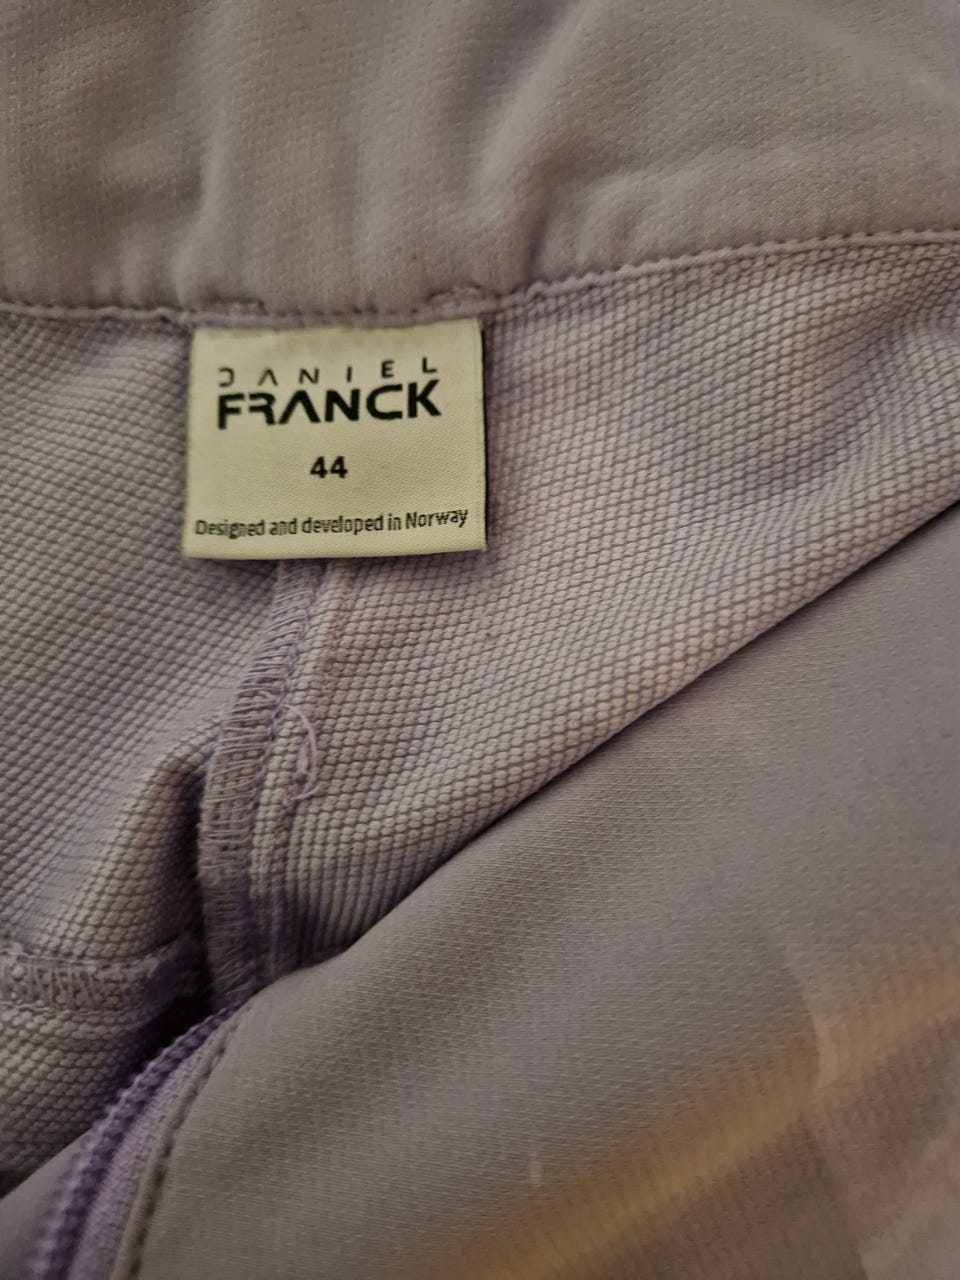 DANIEL
FRANCK
44
Designed and developed in Norway